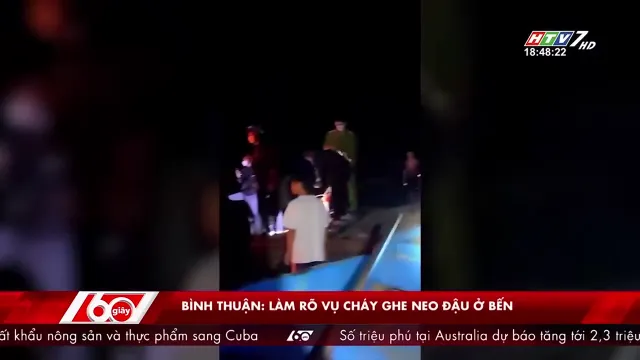 HTV7 HD
18:48:22
60 giây
BÌNH THUẬN: LÀM RÕ VỤ CHÁY GHE NEO ĐẬU Ở BẾN
ất khẩu nông sản và thực phẩm sang Cuba 60 Số triệu phú tại Australia dự báo tăng tới 2,3 triệu